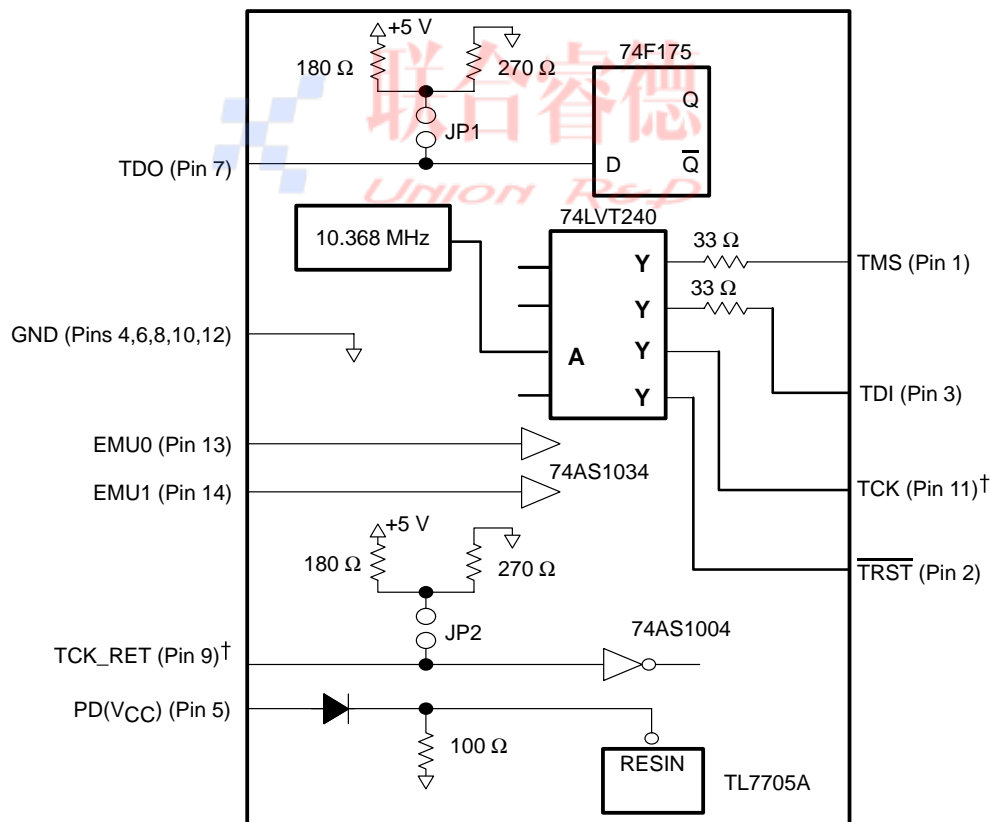 +5 V
180 Ω
270 Ω
JP1
联合睿德
UNION R&D
74F175
Q
D
Q̅
TDO (Pin 7)
74LVT240
10.368 MHz
Y
33 Ω
TMS (Pin 1)
Y
33 Ω
GND (Pins 4,6,8,10,12)
A
Y
Y
TDI (Pin 3)
EMU0 (Pin 13)
74AS1034
EMU1 (Pin 14)
TCK (Pin 11)†
+5 V
180 Ω
270 Ω
T̅R̅S̅T̅ (Pin 2)
JP2
74AS1004
TCK_RET (Pin 9)†
PD(VCC) (Pin 5)
100 Ω
RESIN
TL7705A